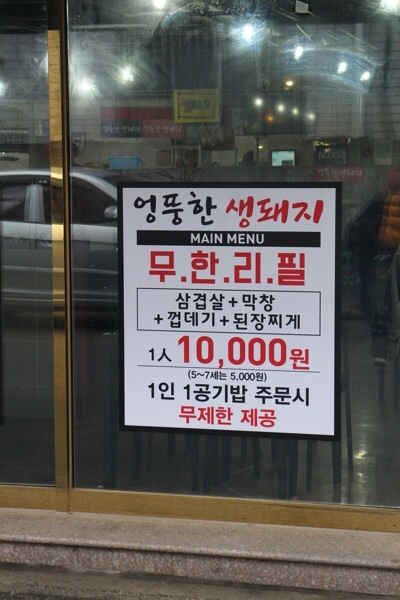 엉뚱한 생돼지
MAIN MENU
무.한.리.필
삼겹살+막창
+껍데기+된장찌게
1人 10,000원
(5~7세는 5,000원)
1인 1공기밥 주문시
무제한 제공